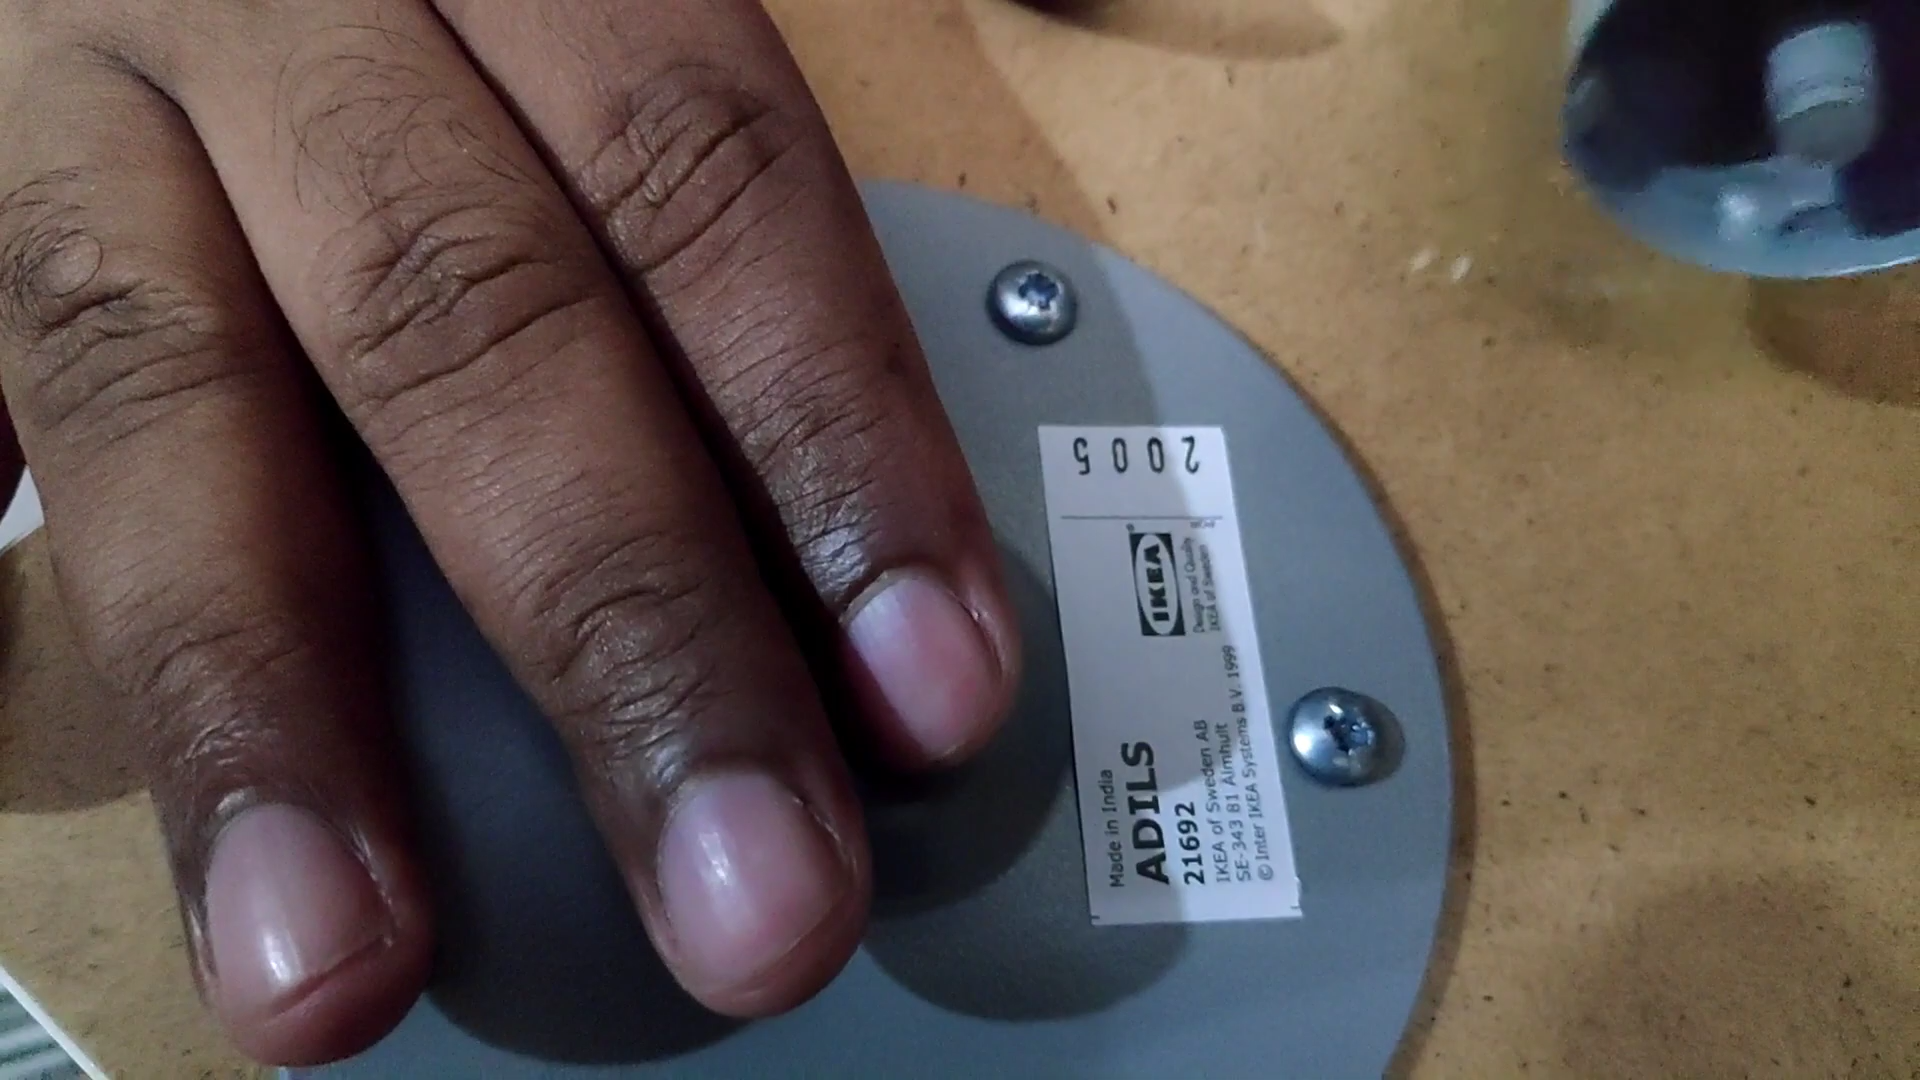 Made in India
ADILS
21692
IKEA of Sweden AB
SE-343 81 Älmhult
© Inter IKEA Systems B.V. 1999
IKEA®
Design and Quality
IKEA of Sweden
2005